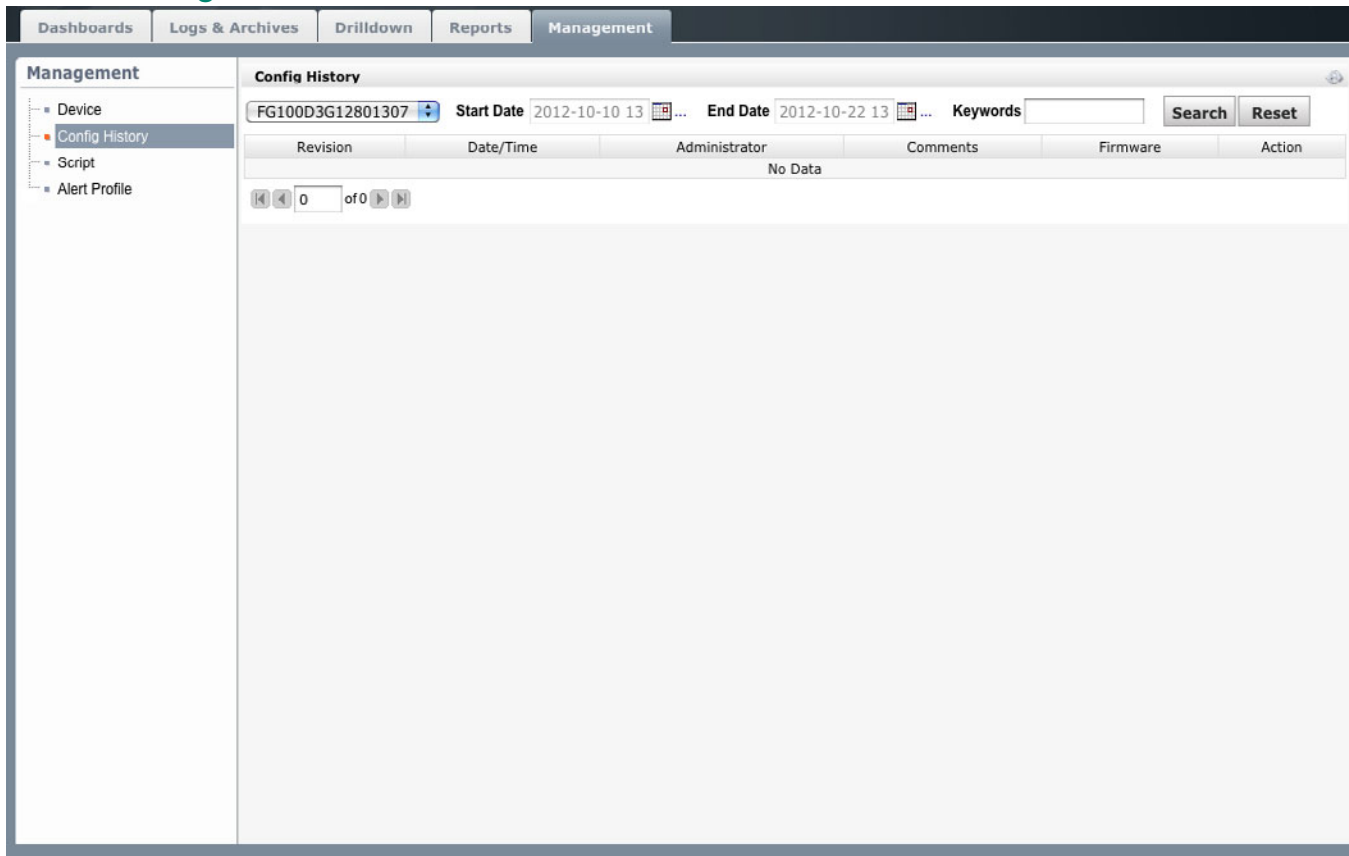 Dashboards Logs & Archives Drilldown Reports Management
Management
Device
Config History
Script
Alert Profile
Config History
FG100D3G12801307 Start Date 2012-10-10 13 ... End Date 2012-10-22 13 ... Keywords Search Reset
Revision Date/Time Administrator Comments Firmware Action
No Data
0 of 0